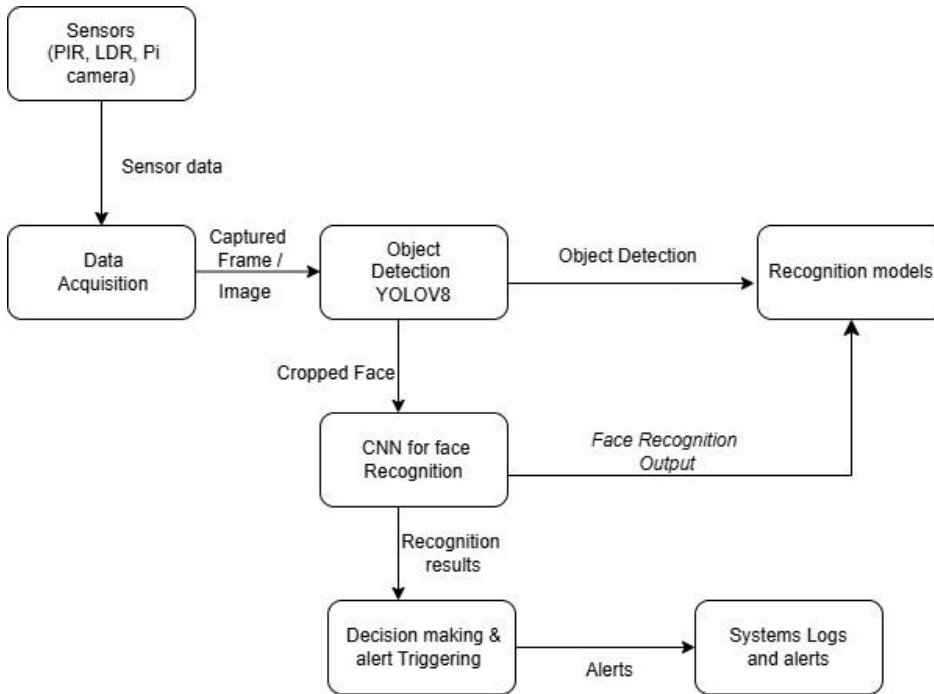 Sensors
(PIR, LDR, Pi
camera)
Sensor data
Data
Acquisition
Captured
Frame /
Image
Object
Detection
YOLOV8
Object Detection
Recognition models
Cropped Face
CNN for face
Recognition
Face Recognition
Output
Recognition
results
Decision making &
alert Triggering
Alerts
Systems Logs
and alerts